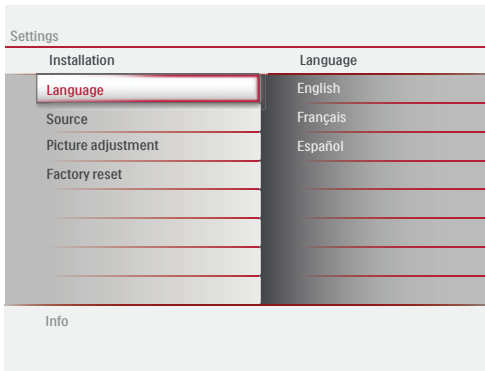 Settings
Installation
Language
Language
Source
Picture adjustment
Factory reset
English
Français
Español
Info